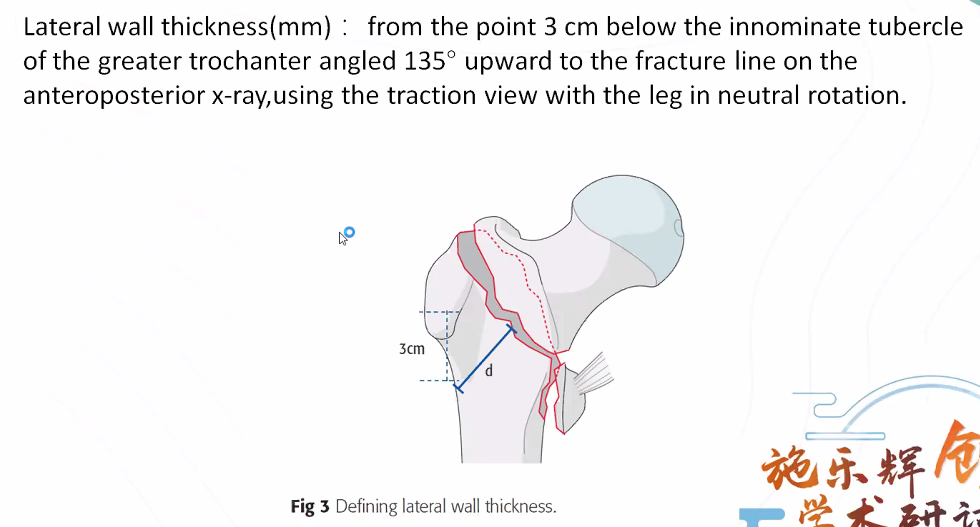 Lateral wall thickness(mm)： from the point 3 cm below the innominate tubercle
of the greater trochanter angled 135° upward to the fracture line on the
anteroposterior x-ray,using the traction view with the leg in neutral rotation.
3cm
d
Fig 3 Defining lateral wall thickness.
施乐辉创
学术研讨